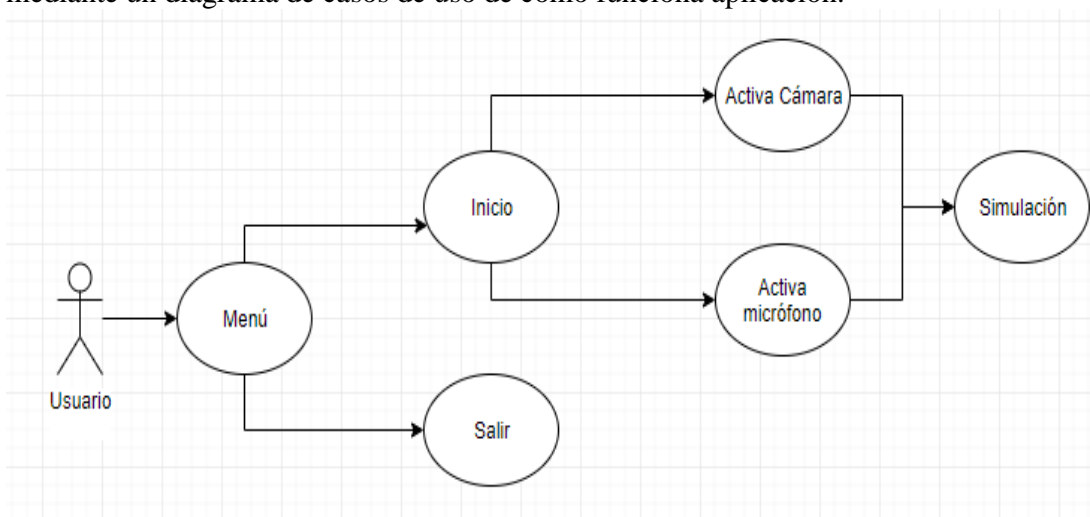 mediante un diagrama de casos de uso de cómo funciona aplicación.
Activa Cámara
Inicio
Simulación
Activa
micrófono
Menú
Usuario
Salir